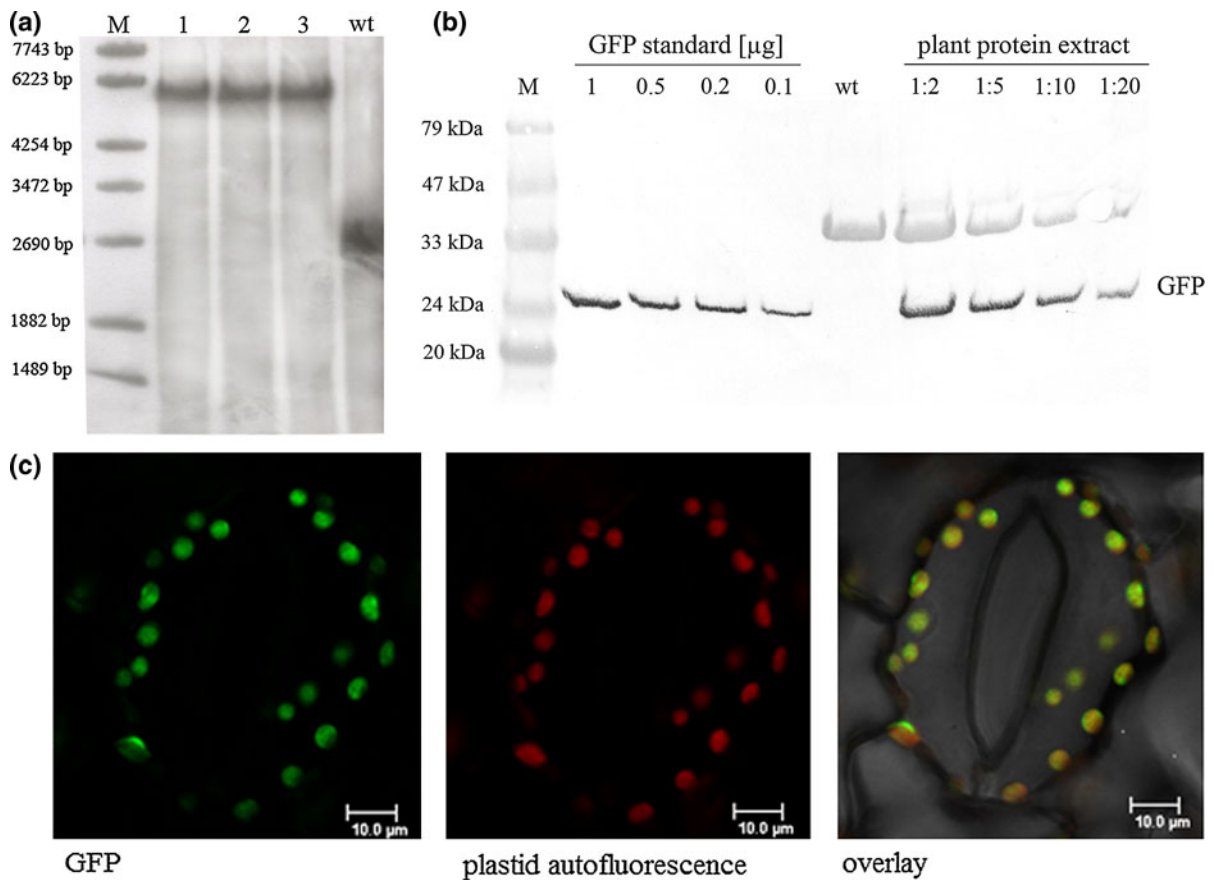 (a)
M 1 2 3 wt
7743 bp
6223 bp
4254 bp
3472 bp
2690 bp
1882 bp
1489 bp
(b)
GFP standard [µg] plant protein extract
M 1 0.5 0.2 0.1 wt 1:2 1:5 1:10 1:20
79 kDa
47 kDa
33 kDa
24 kDa
20 kDa
GFP
(c)
10.0 µm
10.0 µm
10.0 µm
GFP plastid autofluorescence overlay